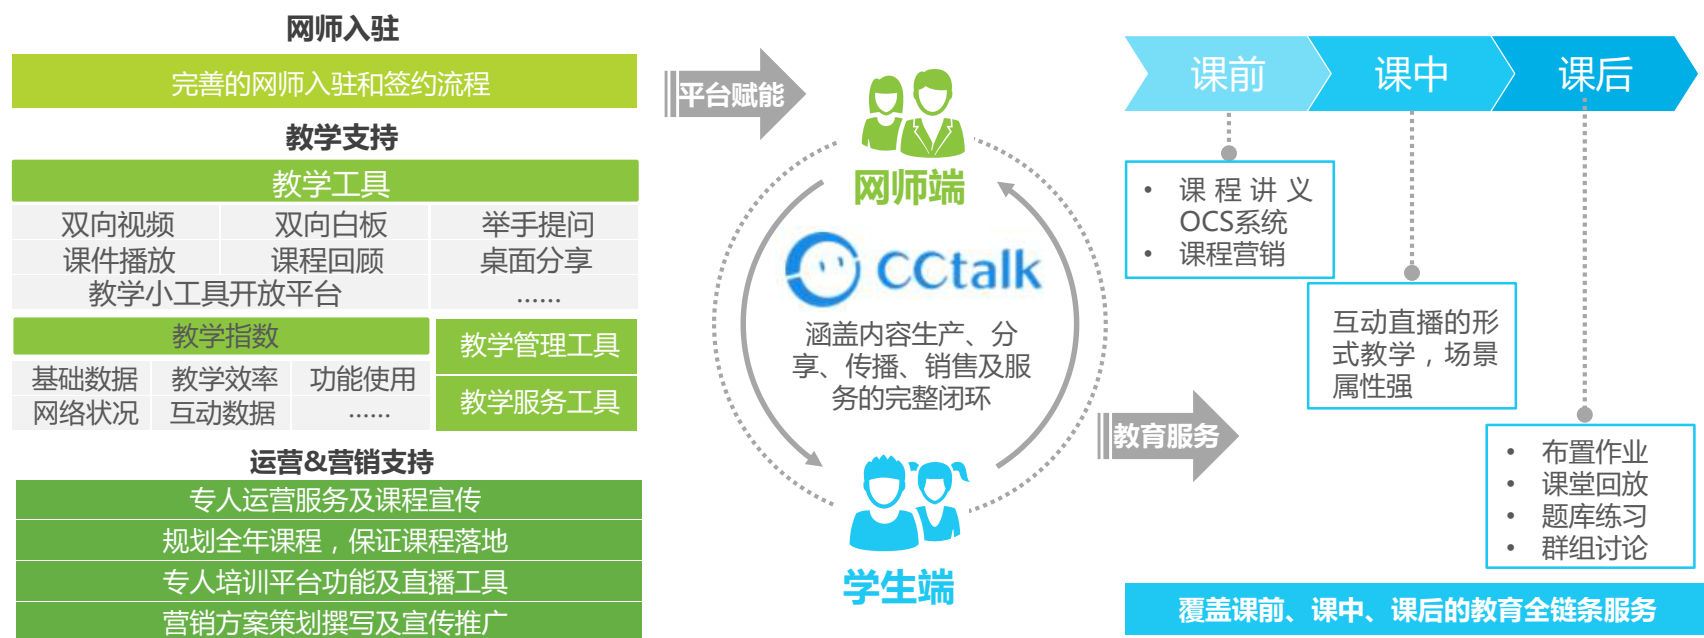 网师入驻
完善的网师入驻和签约流程
教学支持
教学工具
双向视频 双向白板 举手提问
课件播放 课程回顾 桌面分享
教学小工具开放平台 ......
教学指数
基础数据 教学效率 功能使用
网络状况 互动数据 ......
教学管理工具
教学服务工具
运营&营销支持
专人运营服务及课程宣传
规划全年课程，保证课程落地
专人培训平台功能及直播工具
营销方案策划撰写及宣传推广
平台赋能
网师端
CCtalk
涵盖内容生产、分
享、传播、销售及服
务的完整闭环
学生端
教育服务
课前
课中
课后
• 课程讲义
OCS系统
• 课程营销
互动直播的形
式教学，场景
属性强
• 布置作业
• 课堂回放
• 题库练习
• 群组讨论
覆盖课前、课中、课后的教育全链条服务